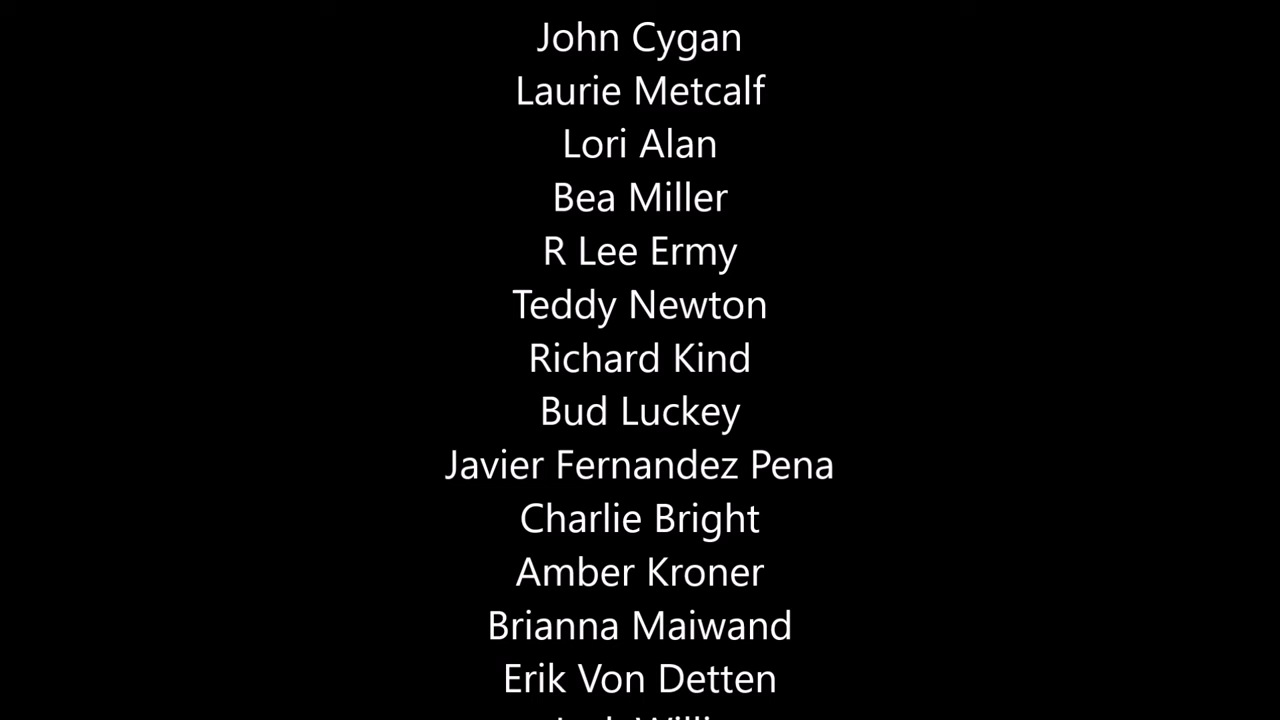 John Cygan
Laurie Metcalf
Lori Alan
Bea Miller
R Lee Ermy
Teddy Newton
Richard Kind
Bud Luckey
Javier Fernandez Pena
Charlie Bright
Amber Kroner
Brianna Maiwand
Erik Von Detten